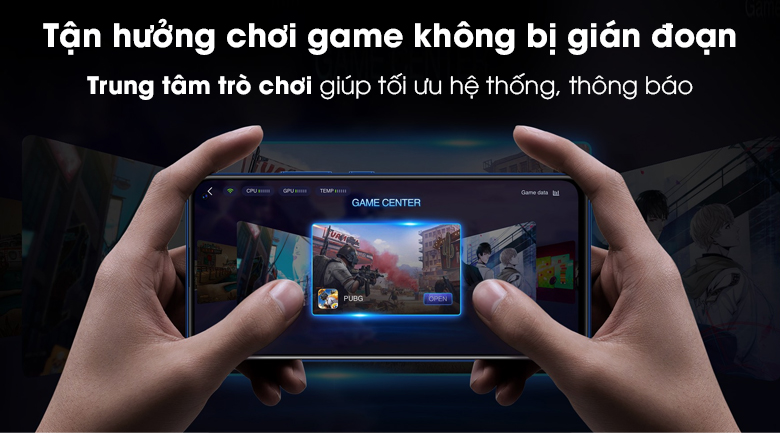 Tận hưởng chơi game không bị gián đoạn
Trung tâm trò chơi giúp tối ưu hệ thống, thông báo
CPU GPU TEMP Game data
GAME CENTER
PUBG OPEN